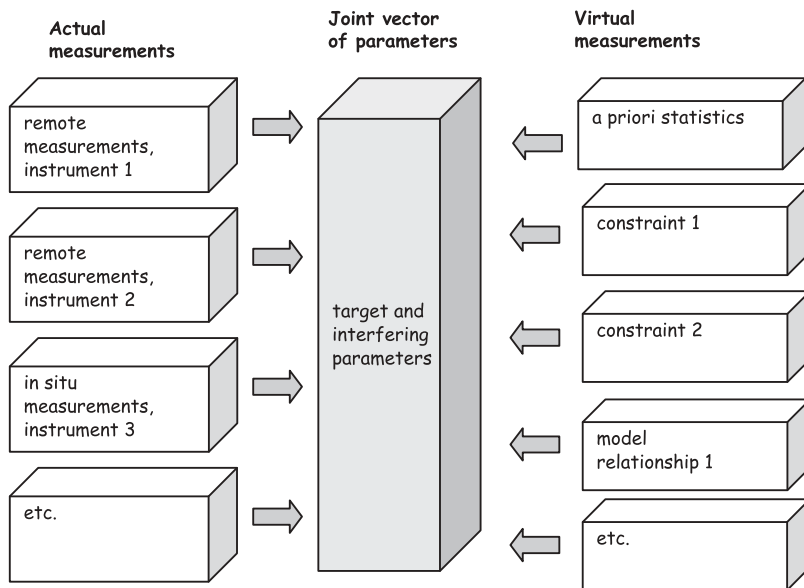 Actual
measurements
remote
measurements,
instrument 1
remote
measurements,
instrument 2
in situ
measurements,
instrument 3
etc.
Joint vector
of parameters
target and
interfering
parameters
Virtual
measurements
a priori statistics
constraint 1
constraint 2
model
relationship 1
etc.